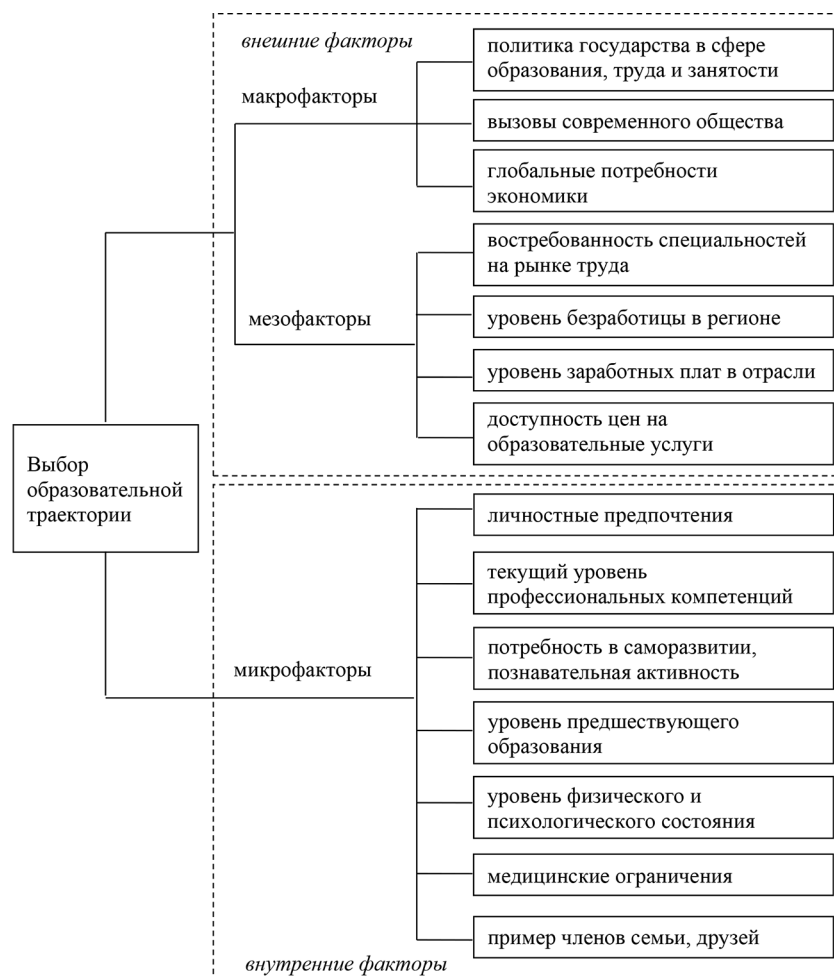 внешние факторы
макрофакторы
политика государства в сфере
образования, труда и занятости
вызовы современного общества
глобальные потребности
экономики
мезофакторы
востребованность специальностей
на рынке труда
уровень безработицы в регионе
уровень заработных плат в отрасли
доступность цен на
образовательные услуги
Выбор
образовательной
траектории
микрофакторы
личностные предпочтения
текущий уровень
профессиональных компетенций
потребность в саморазвитии,
познавательная активность
уровень предшествующего
образования
уровень физического и
психологического состояния
медицинские ограничения
пример членов семьи, друзей
внутренние факторы